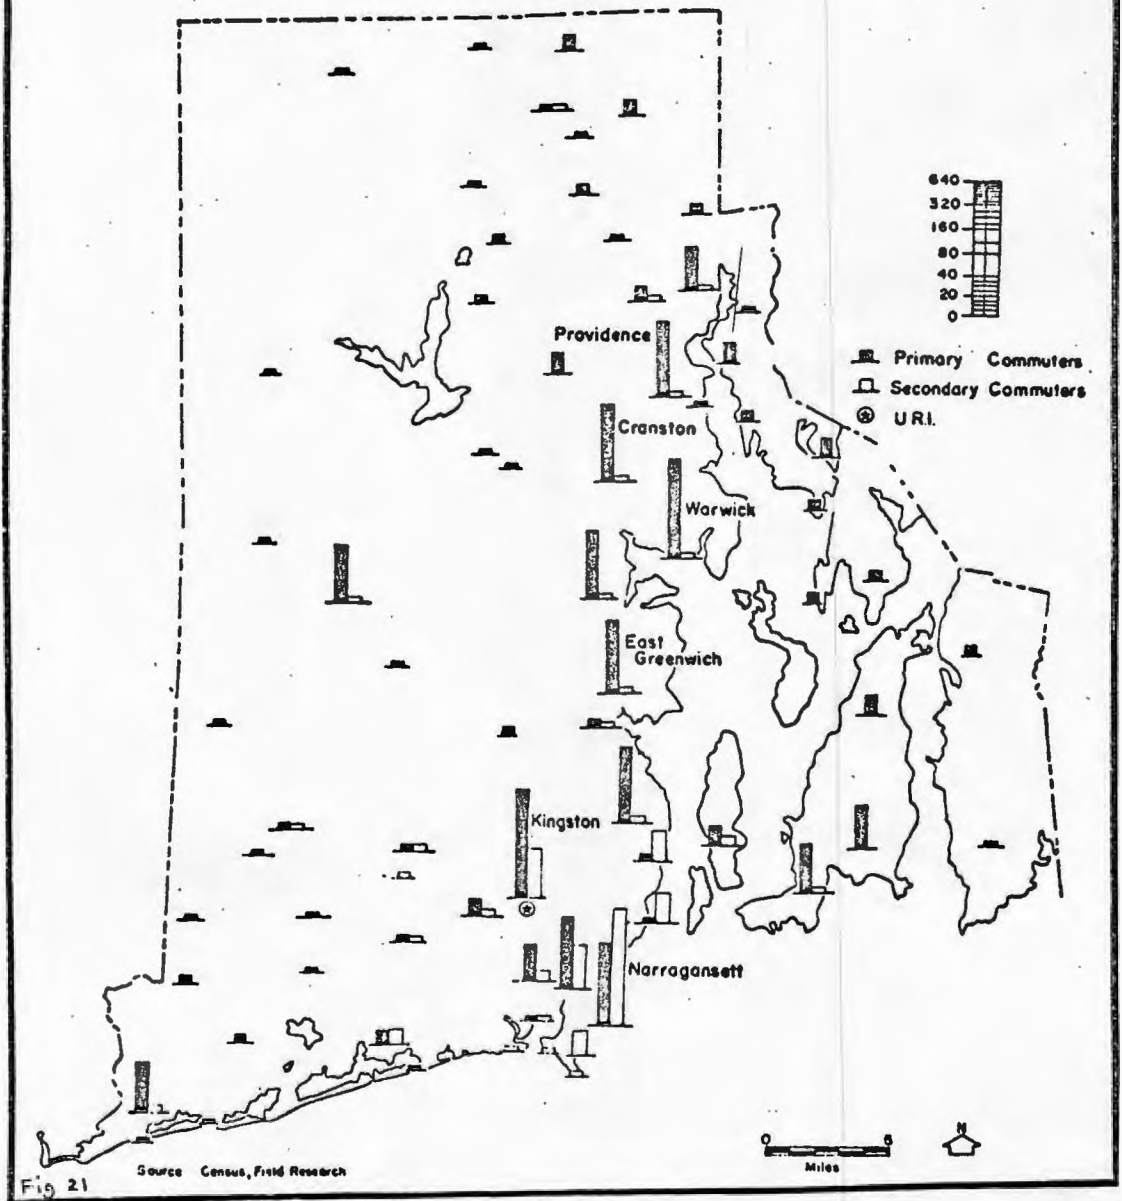 640
320
160
80
40
20
0
Providence
Primary Commuters
Secondary Commuters
U.R.I.
Cranston
Warwick
East
Greenwich
Kingston
Narragansett
N
0
Miles
Source Census, Field Research
Fig 21